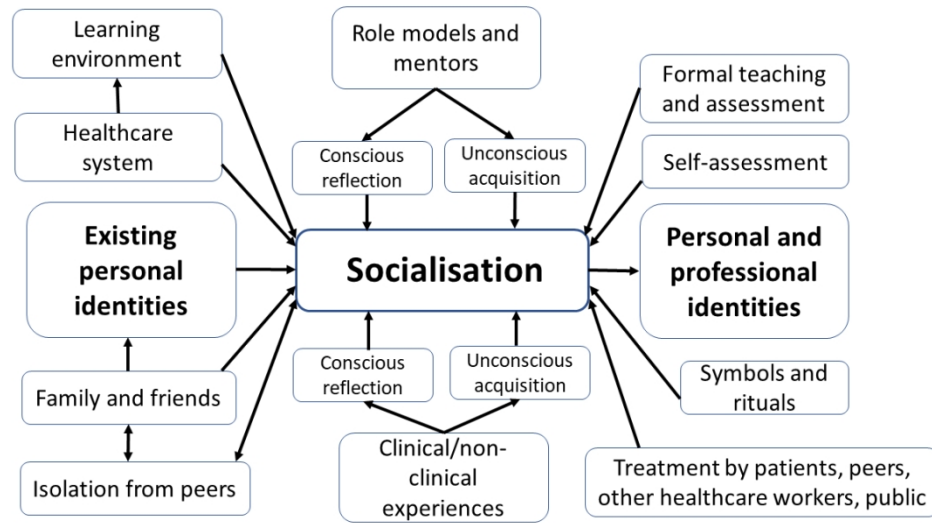 Learning
environment
Healthcare
system
Role models and
mentors
Conscious
reflection
Unconscious
acquisition
Formal teaching
and assessment
Self-assessment
Existing
personal
identities
Socialisation
Personal and
professional
identities
Family and friends
Isolation from peers
Conscious
reflection
Unconscious
acquisition
Clinical/non-
clinical
experiences
Symbols and
rituals
Treatment by patients, peers,
other healthcare workers, public